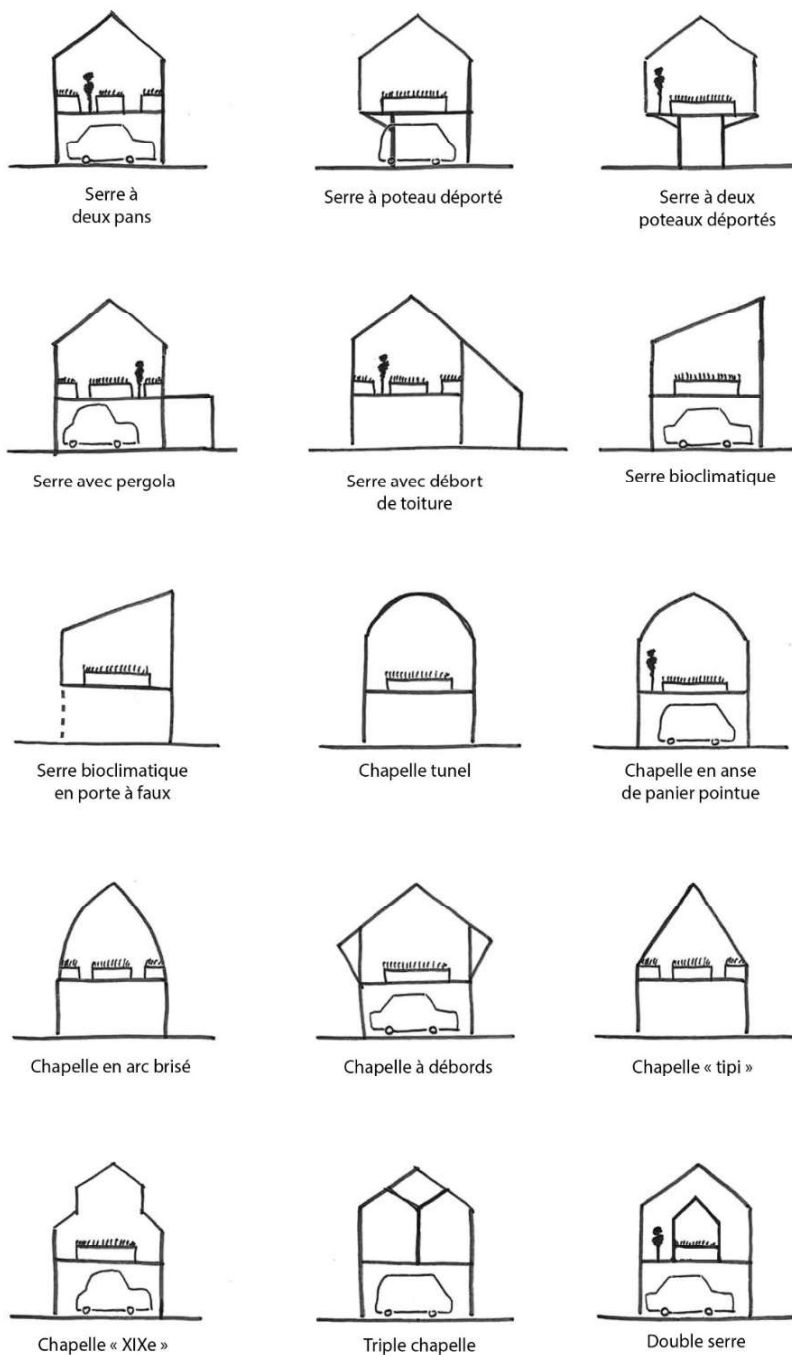 Serre à
deux pans
Serre à poteau déporté
Serre à deux
poteaux déportés
Serre avec pergola
Serre avec débort
de toiture
Serre bioclimatique
Serre bioclimatique
en porte à faux
Chapelle tunel
Chapelle en anse
de panier pointue
Chapelle en arc brisé
Chapelle à débords
Chapelle « tipi »
Chapelle « XIXe »
Triple chapelle
Double serre